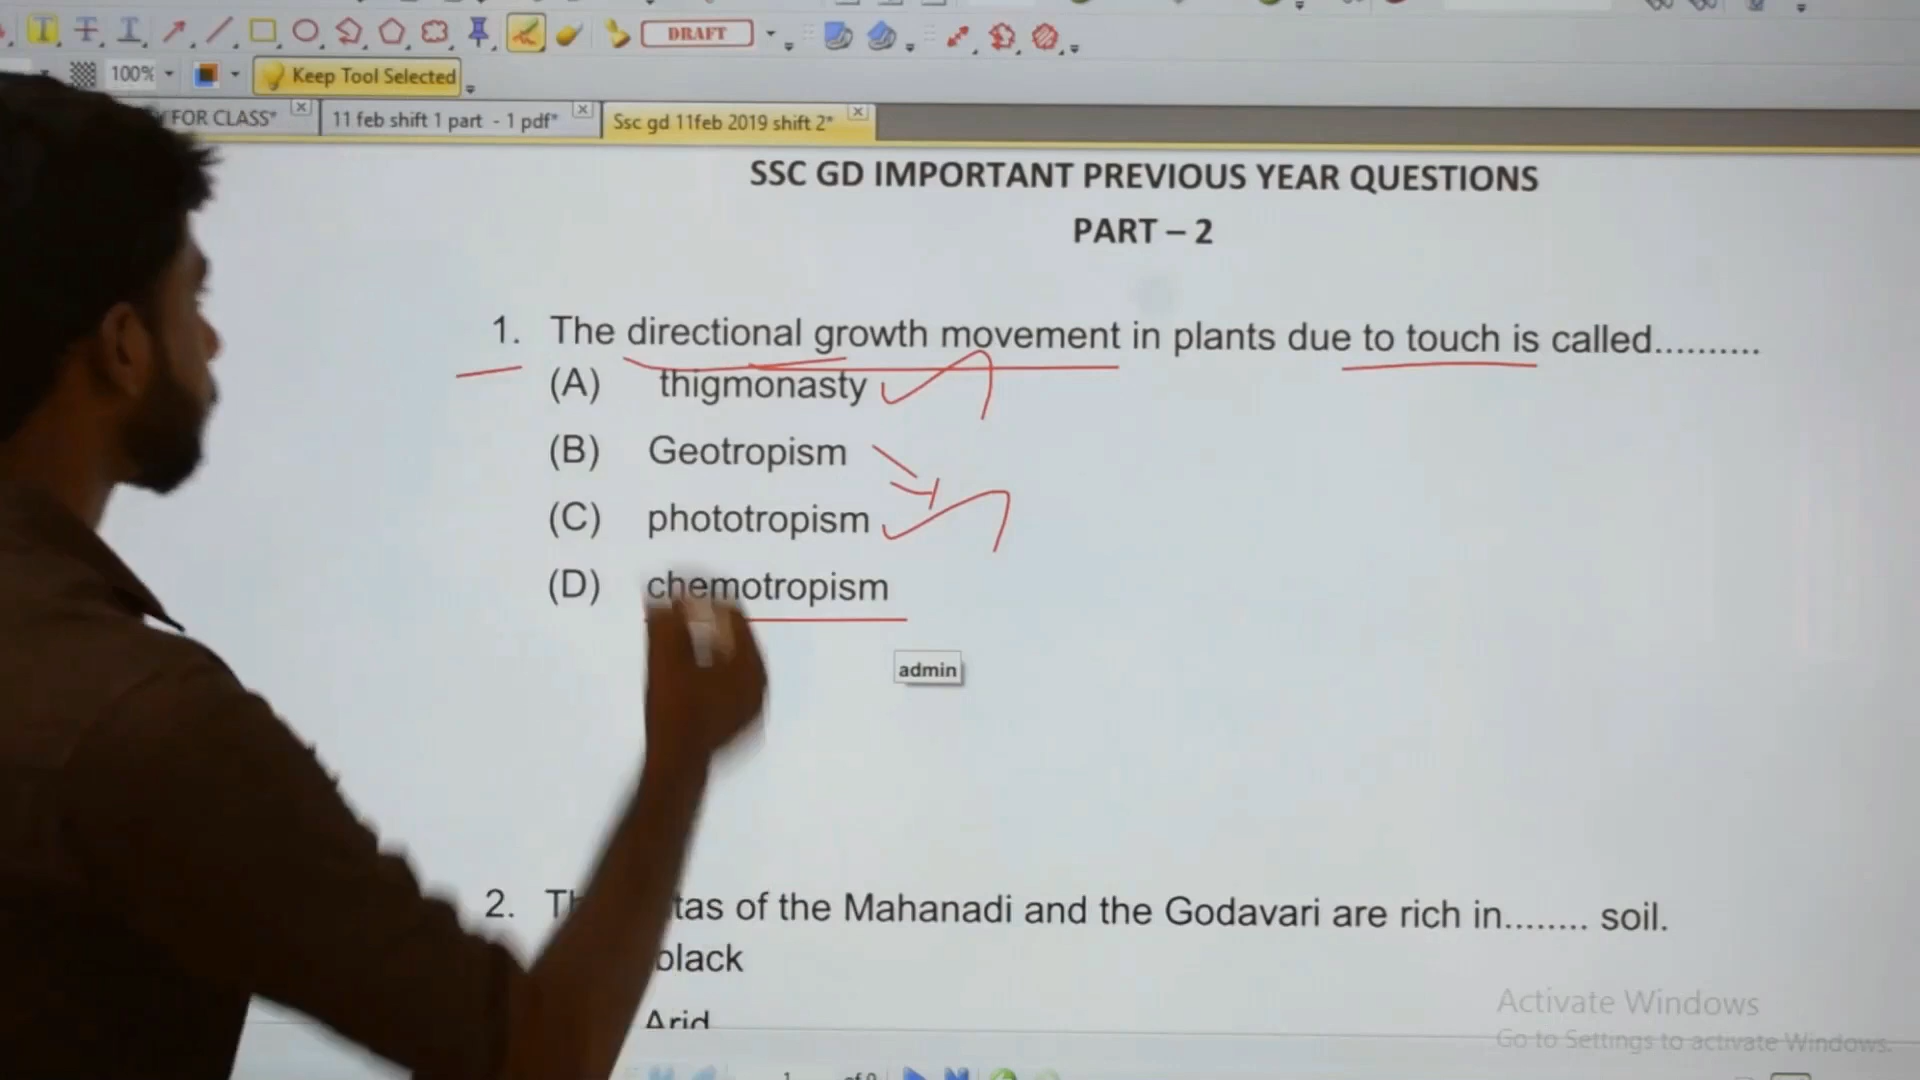 DRAFT
100% Keep Tool Selected
FOR CLASS* 11 feb shift 1 part - 1 pdf* Ssc gd 11feb 2019 shift 2*
SSC GD IMPORTANT PREVIOUS YEAR QUESTIONS
PART – 2
1. The directional growth movement in plants due to touch is called..........
(A) thigmonasty
(B) Geotropism
(C) phototropism
(D) chemotropism
admin
2. tas of the Mahanadi and the Godavari are rich in........ soil.
black
Arid
Activate Windows
Go to Settings to activate Windows.